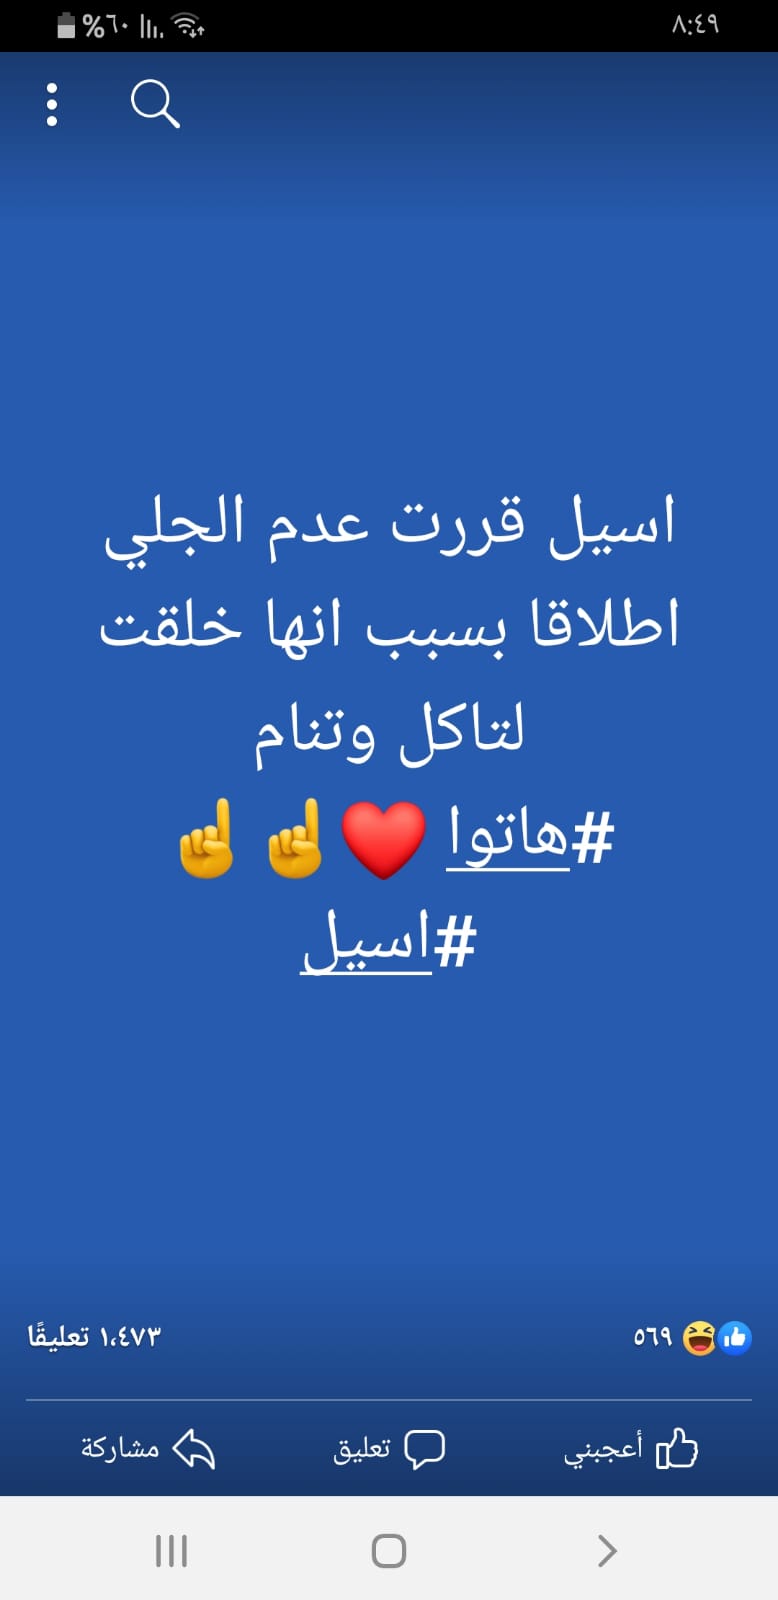 ٨:٤٩
%٦٠
اسيل قررت عدم الجلي
اطلاقا بسبب انها خلقت
لتاكل وتنام
#هاتوا ❤️☝️☝️
#اسيل
٥٦٩
١،٤٧٣ تعليقًا
أعجبني
تعليق
مشاركة